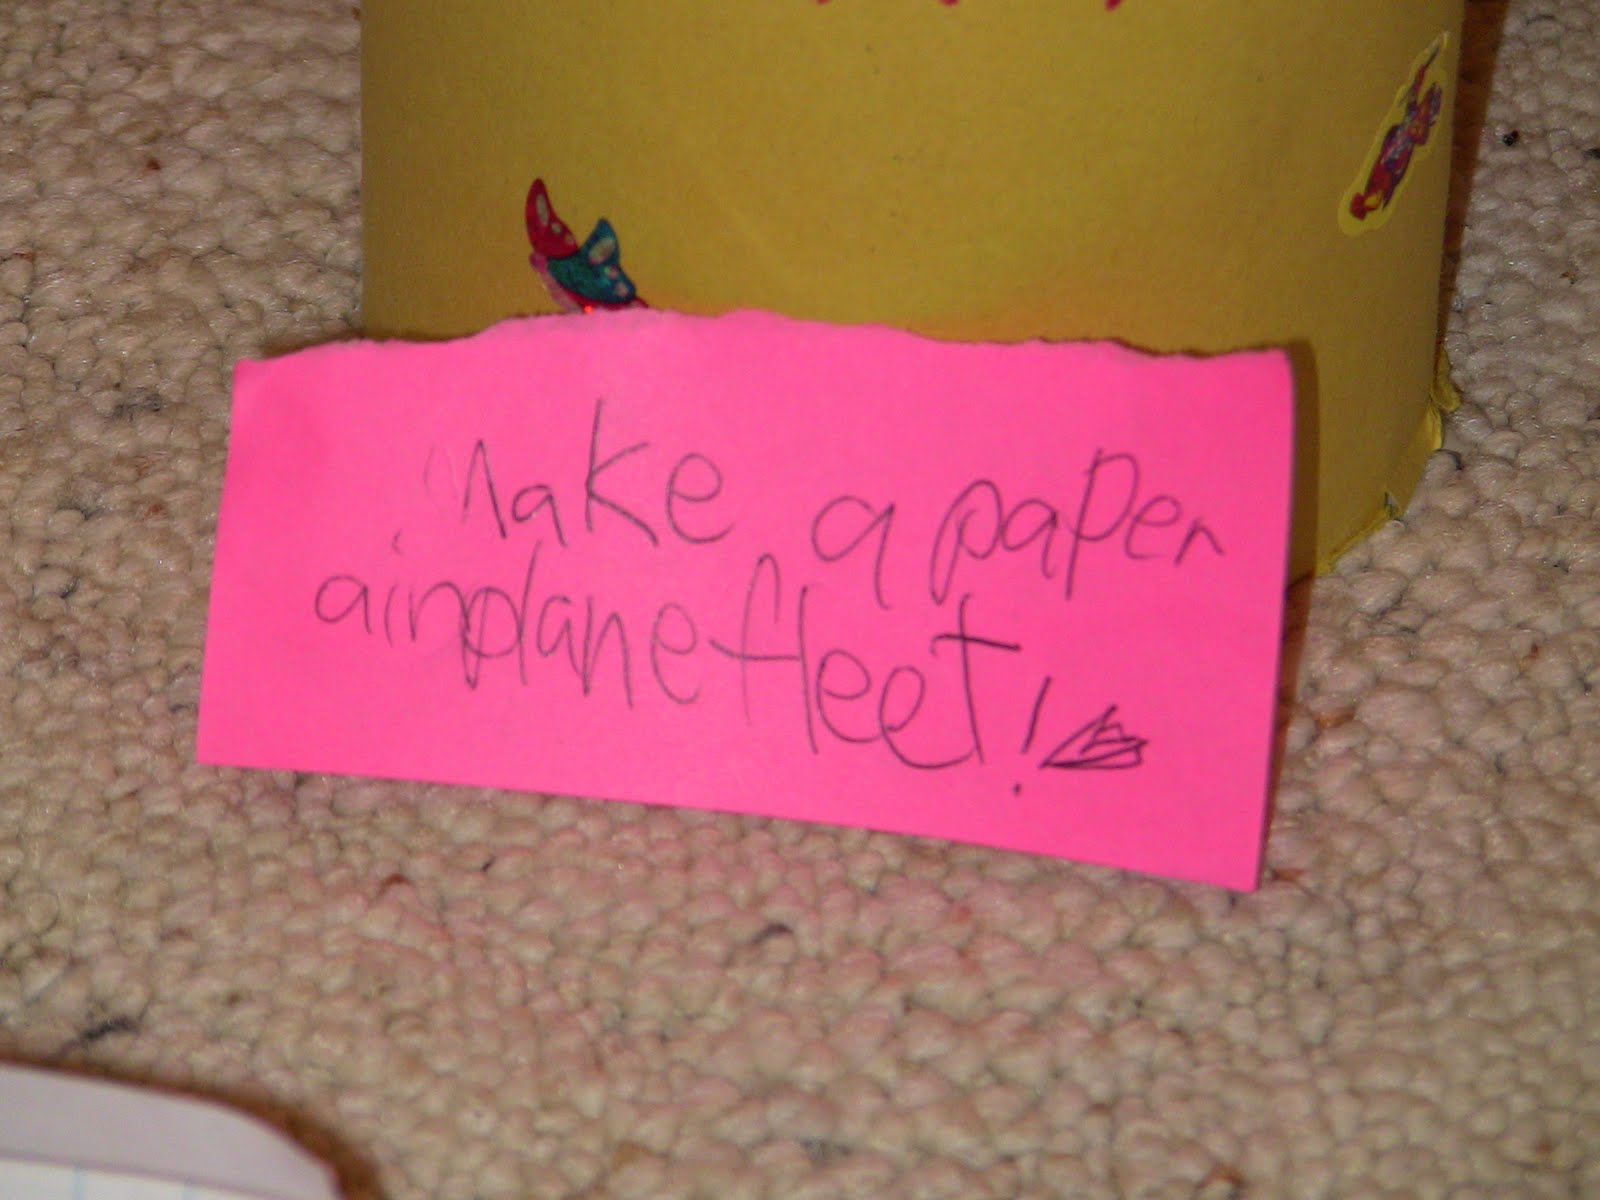 Make a paper
airplane fleet!